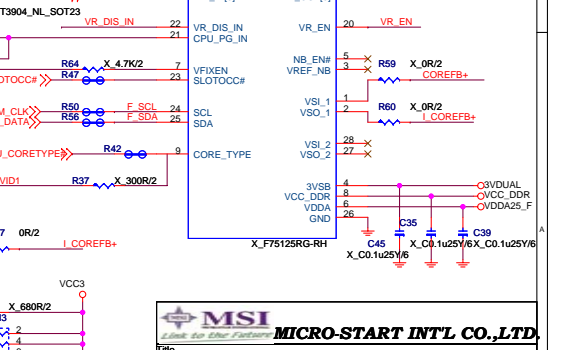 T3904_NL_SOT23
VR_DIS_IN 22 VR_DIS_IN VR_EN 20 VR_EN
21 CPU_PG_IN
NB_EN# 5
R64 X_4.7K/2 7 VFIXEN VREF_NB 3 R59 X_0R/2
OTOCC# R47 23 SLOTOCC# COREFB+
VSI_1 1
M_CLK R50 F_SCL 24 SCL VSO_1 2 R60 X_0R/2
_DATA R56 F_SDA 25 SDA I_COREFB+
VSI_2 28
U_CORETYPE R42 9 CORE_TYPE VSO_2 27
VID1 R37 X_300R/2
3VSB 4 3VDUAL
VCC_DDR 8 VCC_DDR
VDDA 6 VDDA25_F
GND 26
7 0R/2 C35 C39
I_COREFB+ X_F75125RG-RH C45 X_C0.1u25Y/6 X_C0.1u25Y/6
X_C0.1u25Y/6
A
VCC3
X_680R/2
MSI
Link to the Future
MICRO-START INT'L CO.,LTD.
2
4
Title